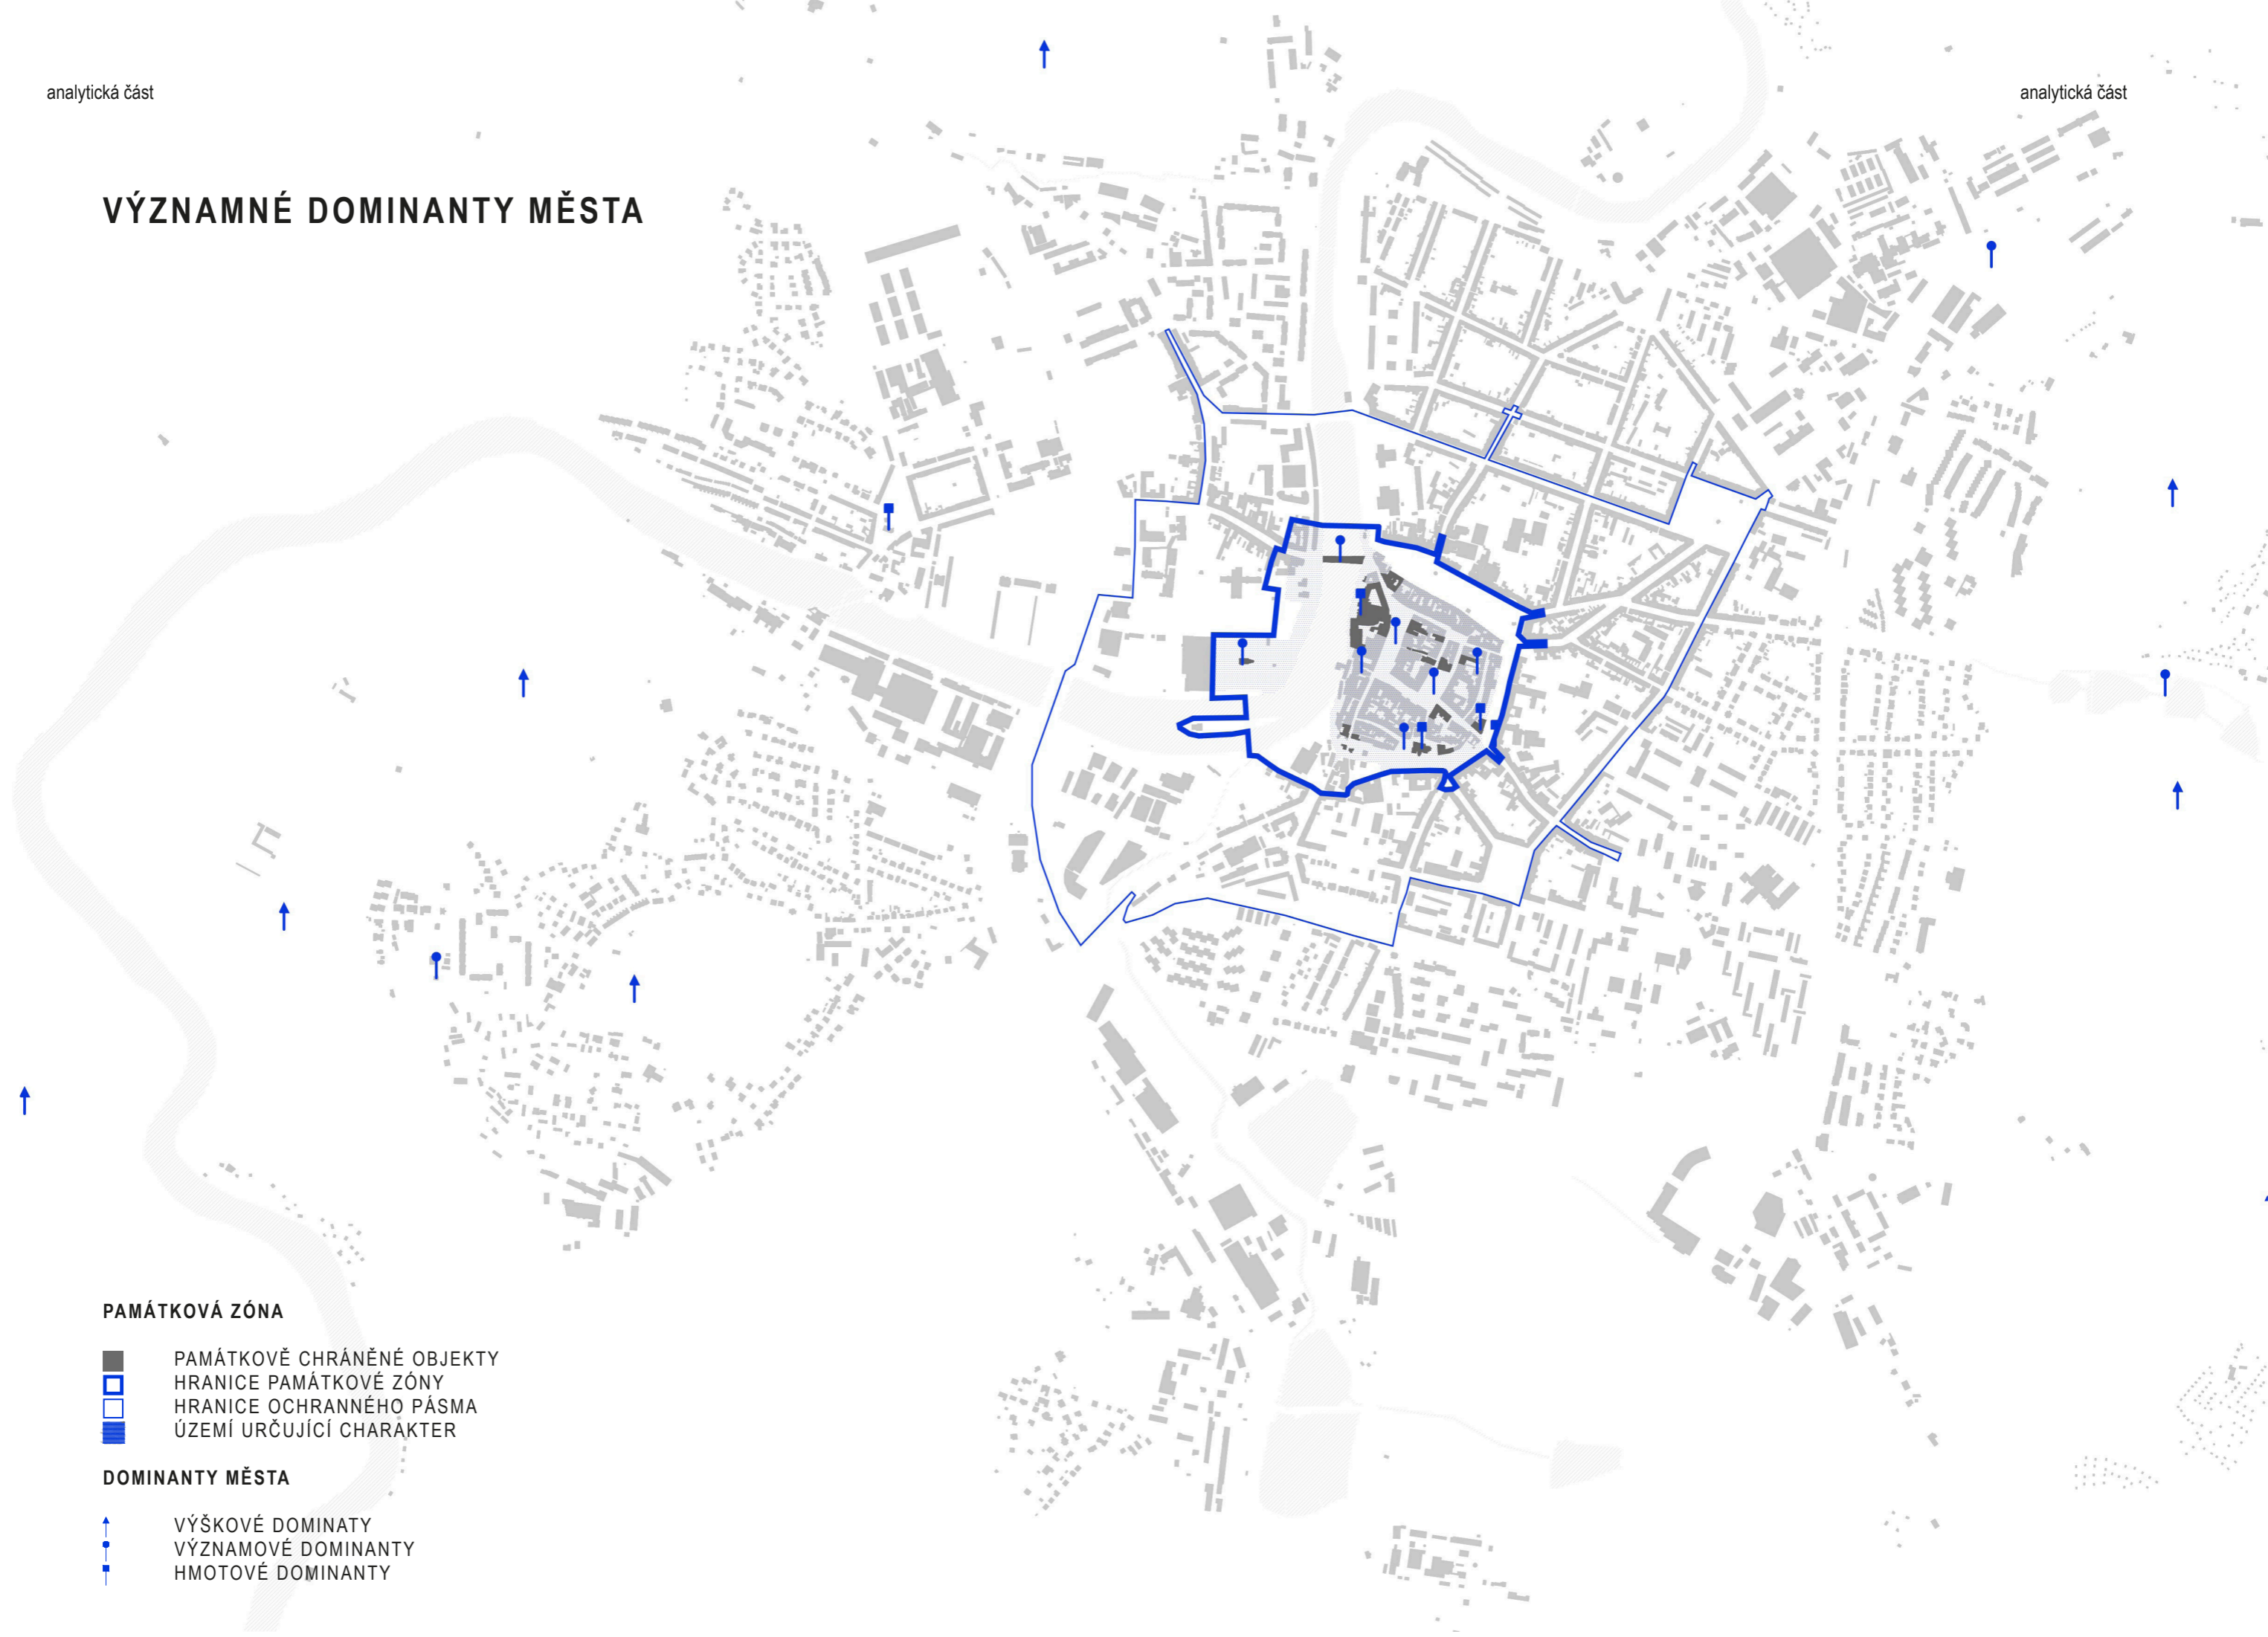 analytická část
analytická část
VÝZNAMNÉ DOMINANTY MĚSTA
PAMÁTKOVÁ ZÓNA
PAMÁTKOVĚ CHRÁNĚNÉ OBJEKTY
HRANICE PAMÁTKOVÉ ZÓNY
HRANICE OCHRANNÉHO PÁSMA
ÚZEMÍ URČUJÍCÍ CHARAKTER
DOMINANTY MĚSTA
VÝŠKOVÉ DOMINATY
VÝZNAMOVÉ DOMINANTY
HMOTOVÉ DOMINANTY